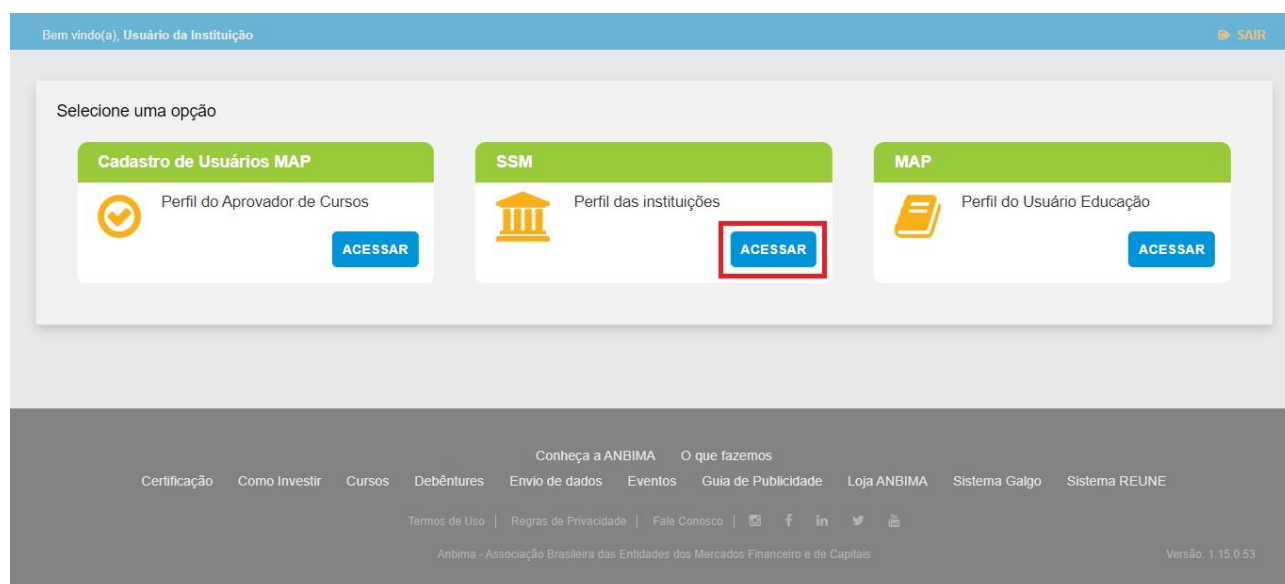 Bem vindo(a), Usuário da Instituição
SAIR
Selecione uma opção
Cadastro de Usuários MAP
Perfil do Aprovador de Cursos
ACESSAR
SSM
Perfil das instituições
ACESSAR
MAP
Perfil do Usuário Educação
ACESSAR
Conheça a ANBIMA O que fazemos
Certificação Como Investir Cursos Debêntures Envio de dados Eventos Guia de Publicidade Loja ANBIMA Sistema Galgo Sistema REUNE
Termos de Uso | Regras de Privacidade | Fale Conosco |
Anbima - Associação Brasileira das Entidades dos Mercados Financeiro e de Capitais
Versão: 1.15.0.53